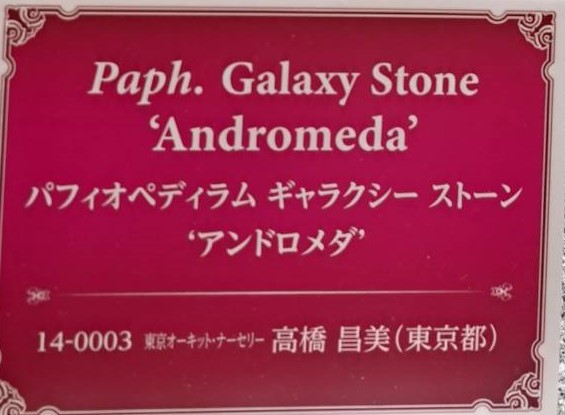 Paph. Galaxy Stone
‘Andromeda’
パフィオペディラム ギャラクシー ストーン
‘アンドロメダ’
14-0003 東京オーキット・ナーセリー 高橋 昌美(東京都)